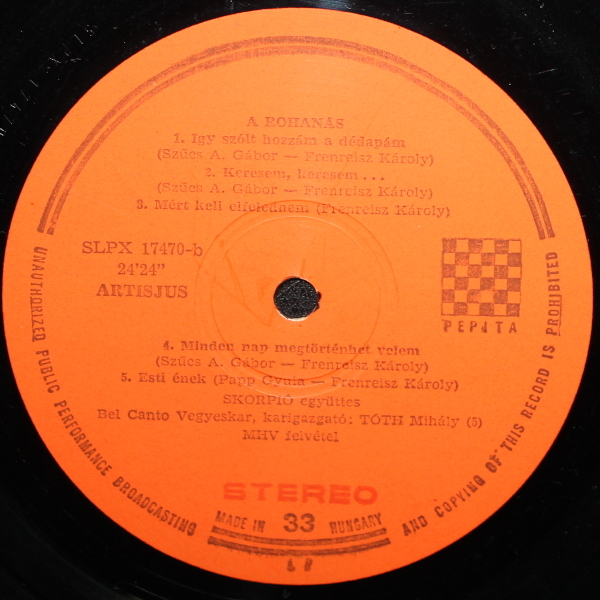 A ROHANÁS
1. Igy szólt hozzám a dédapám
(Szűcs A. Gábor — Frenreisz Károly)
2. Keresem, keresem...
(Szűcs A. Gábor — Frenreisz Károly)
3. Mért kell elfelednem (Frenreisz Károly)
SLPX 17470-b
24'24"
ARTISJUS
PEPITA
4. Minden nap megtörténhet velem
(Szűcs A. Gábor — Frenreisz Károly)
5. Esti ének (Papp Gyula — Frenreisz Károly)
SKORPIÓ együttes
Bel Canto Vegyeskar, karigazgató: TÓTH Mihály (5)
MHV felvétel
STEREO
MADE IN 33 HUNGARY
LP
UNAUTHORIZED PUBLIC PERFORMANCE BROADCASTING AND COPYING OF THIS RECORD IS PROHIBITED